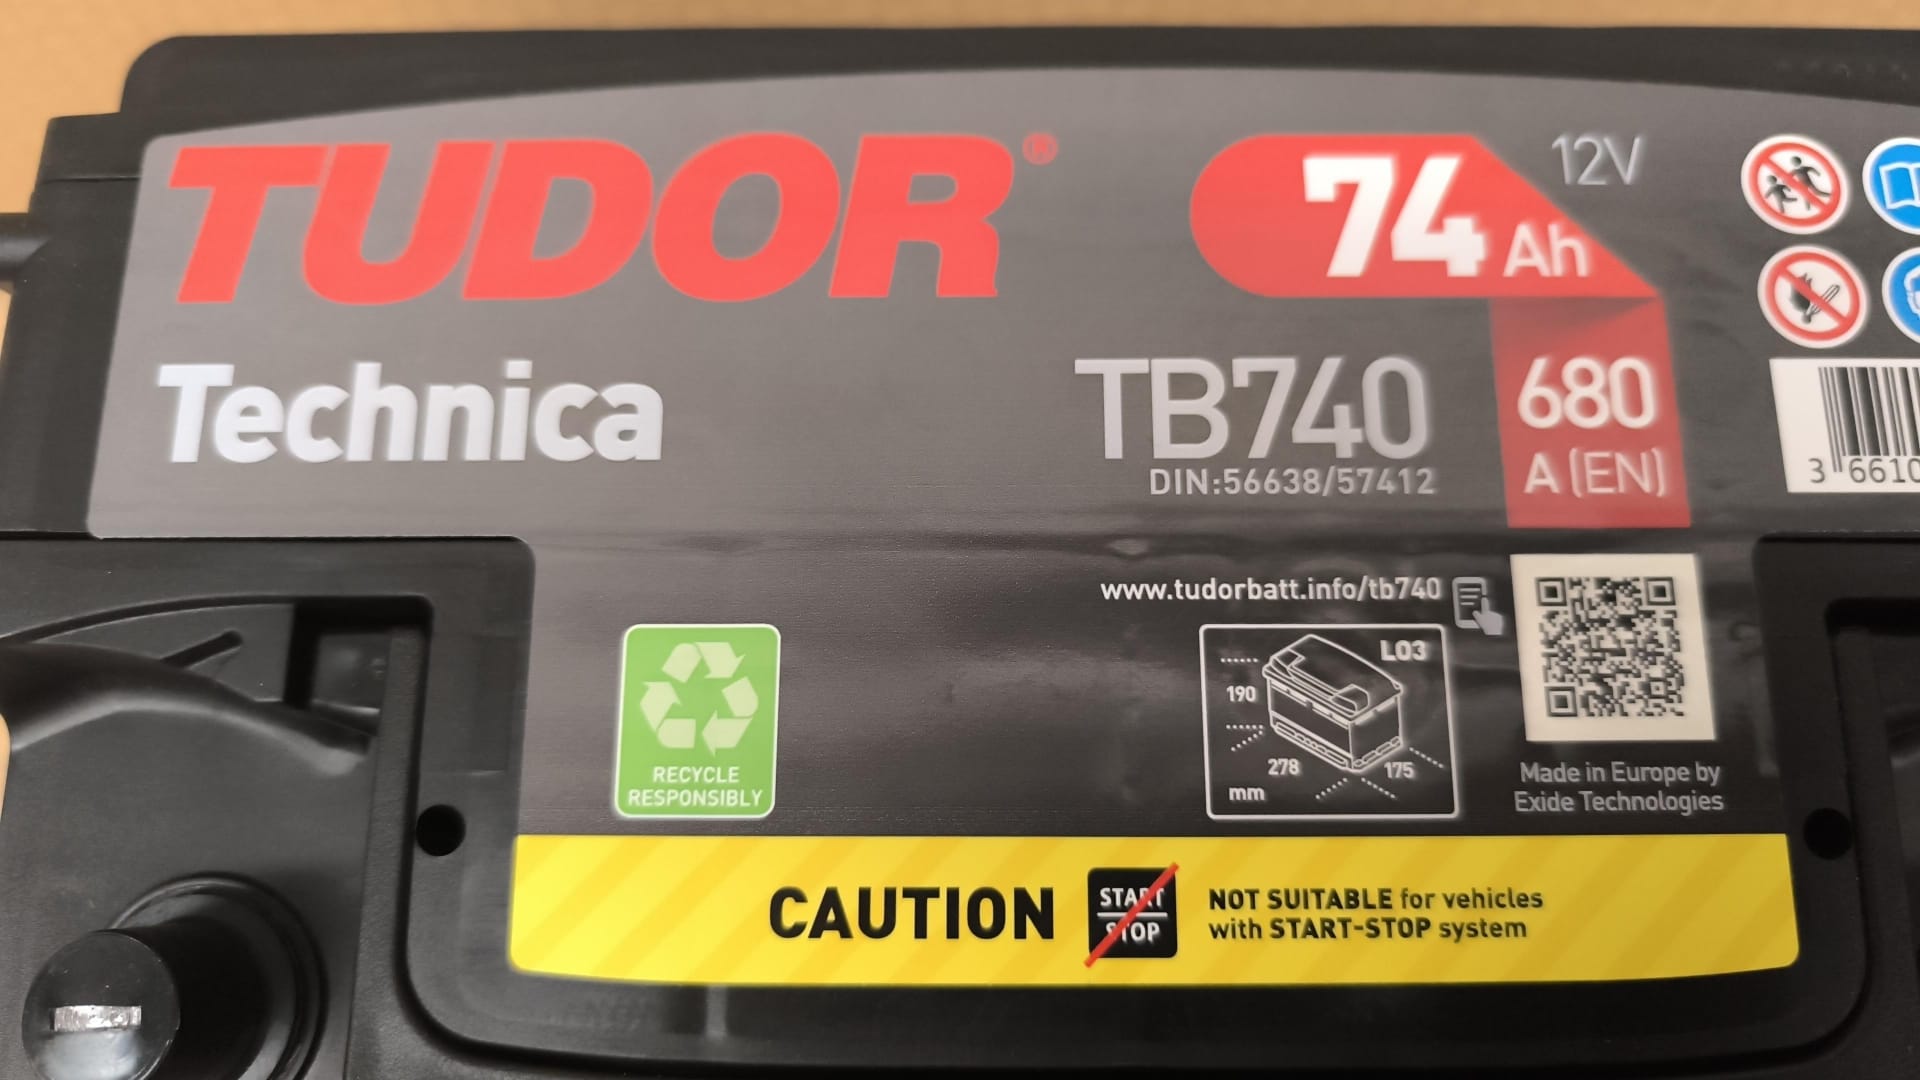 TUDOR®
Technica
74 Ah
12V
TB740
DIN:56638/57412
680
A (EN)
3 6610
www.tudorbatt.info/tb740
L03
190
278
175
mm
Made in Europe by
Exide Technologies
RECYCLE
RESPONSIBLY
CAUTION
START
STOP
NOT SUITABLE for vehicles
with START-STOP system